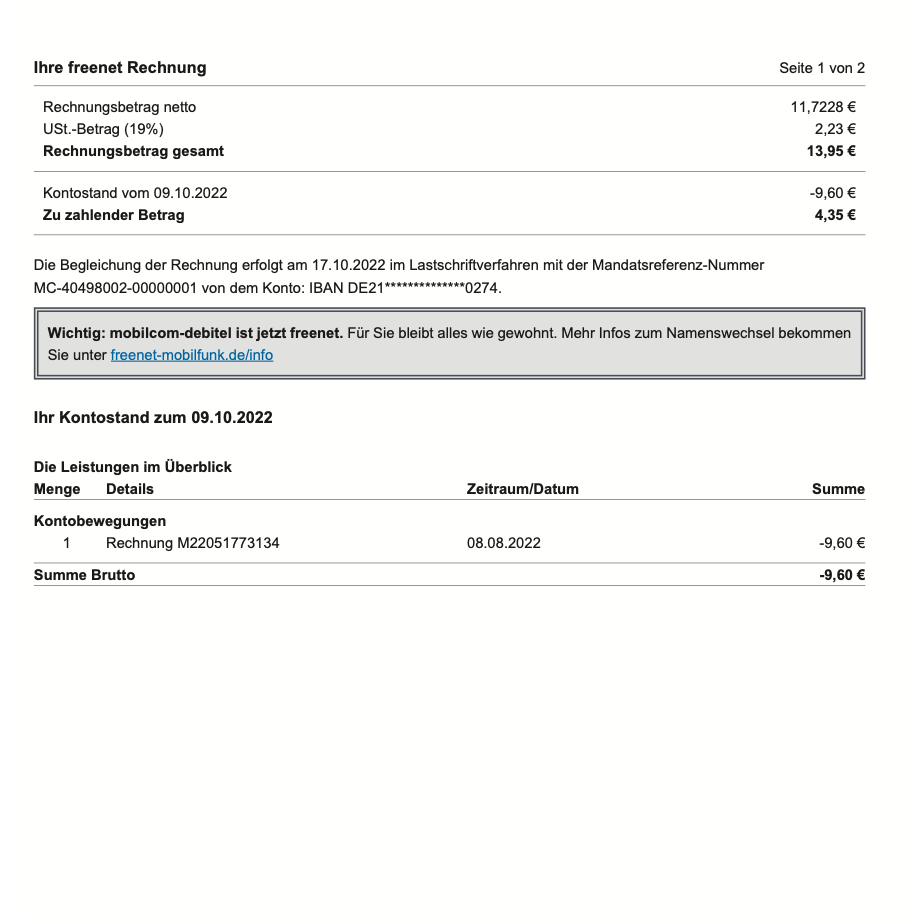 Ihre freenet Rechnung Seite 1 von 2
Rechnungsbetrag netto 11,7228 €
USt.-Betrag (19%) 2,23 €
Rechnungsbetrag gesamt 13,95 €
Kontostand vom 09.10.2022 -9,60 €
Zu zahlender Betrag 4,35 €
Die Begleichung der Rechnung erfolgt am 17.10.2022 im Lastschriftverfahren mit der Mandatsreferenz-Nummer
MC-40498002-00000001 von dem Konto: IBAN DE21**************0274.
Wichtig: mobilcom-debitel ist jetzt freenet. Für Sie bleibt alles wie gewohnt. Mehr Infos zum Namenswechsel bekommen
Sie unter freenet-mobilfunk.de/info
Ihr Kontostand zum 09.10.2022
Die Leistungen im Überblick
Menge Details Zeitraum/Datum Summe
Kontobewegungen
1 Rechnung M22051773134 08.08.2022 -9,60 €
Summe Brutto -9,60 €